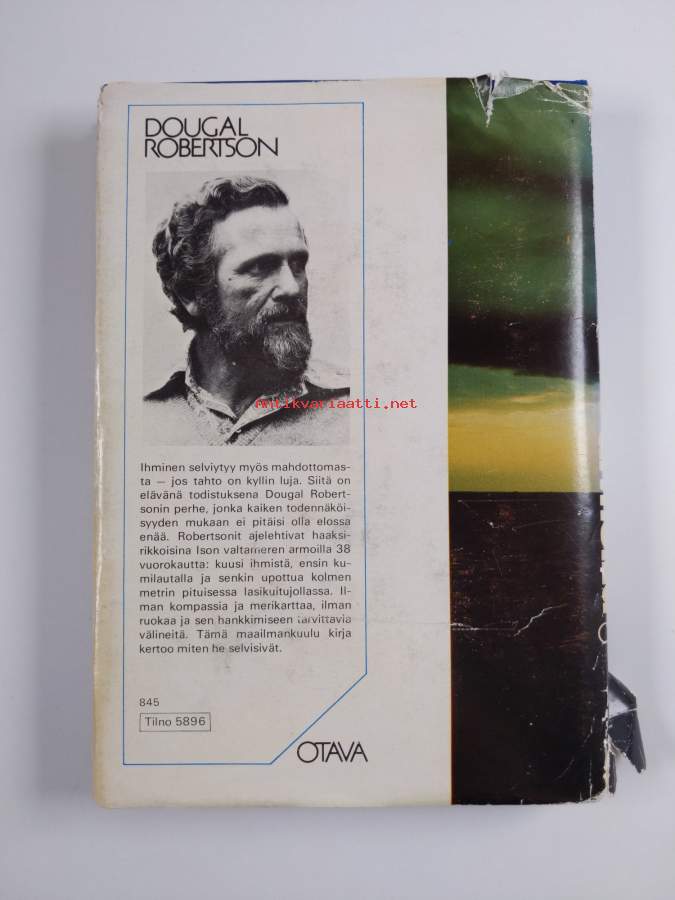 DOUGAL
ROBERTSON
antikvariaatti.net
Ihminen selviytyy myös mahdottomas-
ta — jos tahto on kyllin luja. Siitä on
elävänä todistuksena Dougal Robert-
sonin perhe, jonka kaiken todennäköi-
syyden mukaan ei pitäisi olla elossa
enää. Robertsonit ajelehtivat haaksi-
rikkoisina Ison valtameren armoilla 38
vuorokautta: kuusi ihmistä, ensin ku-
milautalla ja senkin upottua kolmen
metrin pituisessa lasikuitujollassa. Il-
man kompassia ja merikarttaa, ilman
ruokaa ja sen hankkimiseen tarvittavia
välineitä. Tämä maailmankuulu kirja
kertoo miten he selvisivät.
845
Tilno 5896
OTAVA